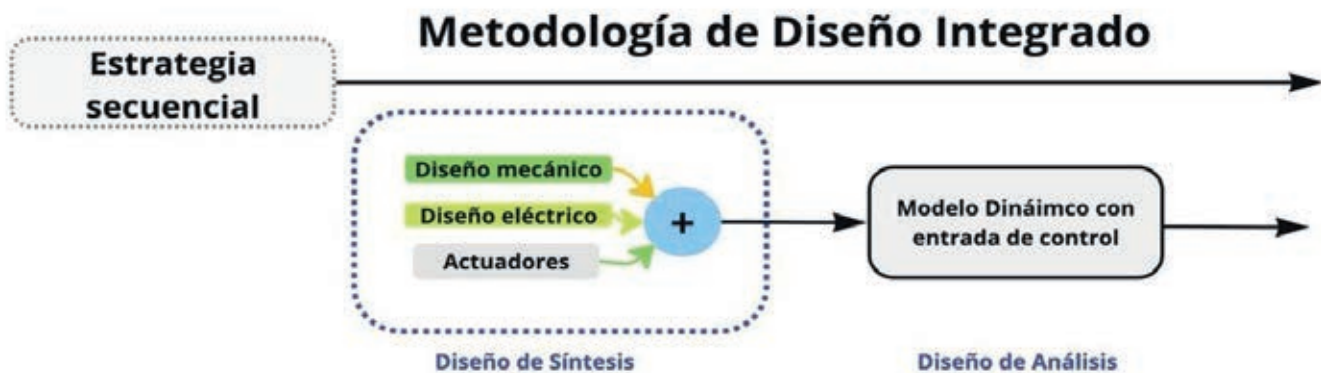 Metodología de Diseño Integrado
Estrategia
secuencial
Diseño mecánico
Diseño eléctrico
Actuadores
+
Modelo Dináimco con
entrada de control
Diseño de Síntesis
Diseño de Análisis